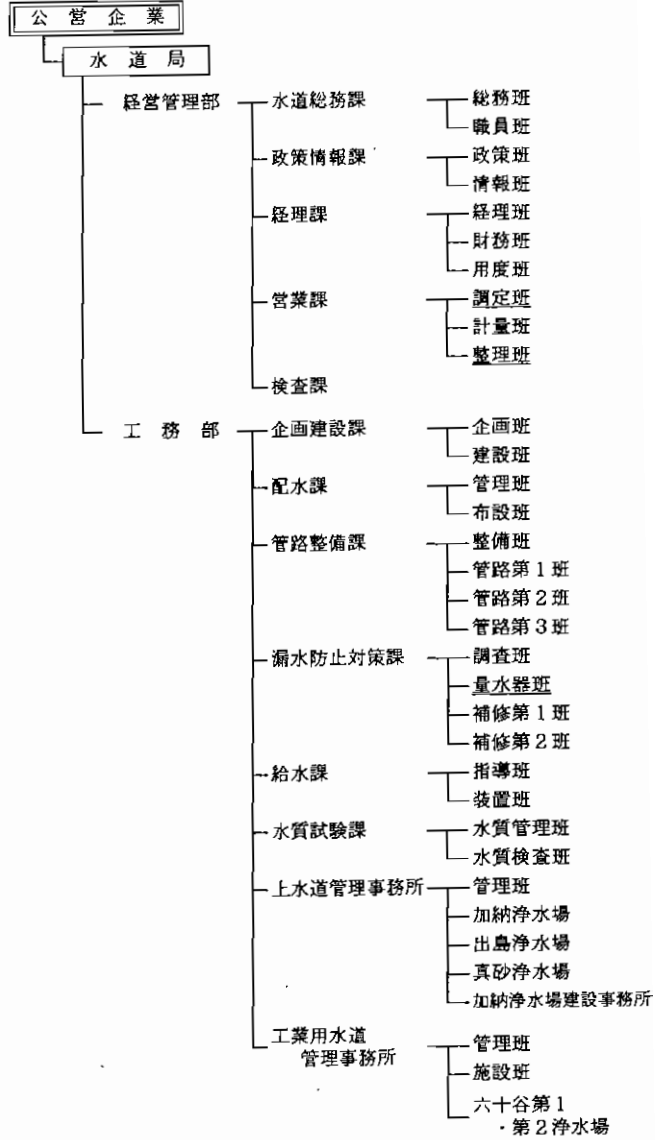 公営企業
水道局
経営管理部 水道総務課 総務班
職員班
政策情報課 政策班
情報班
経理課 経理班
財務班
用度班
営業課 調定班
計量班
整理班
検査課
工務部 企画建設課 企画班
建設班
配水課 管理班
布設班
管路整備課 整備班
管路第1班
管路第2班
管路第3班
漏水防止対策課 調査班
量水器班
補修第1班
補修第2班
給水課 指導班
装置班
水質試験課 水質管理班
水質検査班
上水道管理事務所 管理班
加納浄水場
出島浄水場
真砂浄水場
加納浄水場建設事務所
工業用水道
管理事務所 管理班
施設班
六十谷第1
・第2浄水場